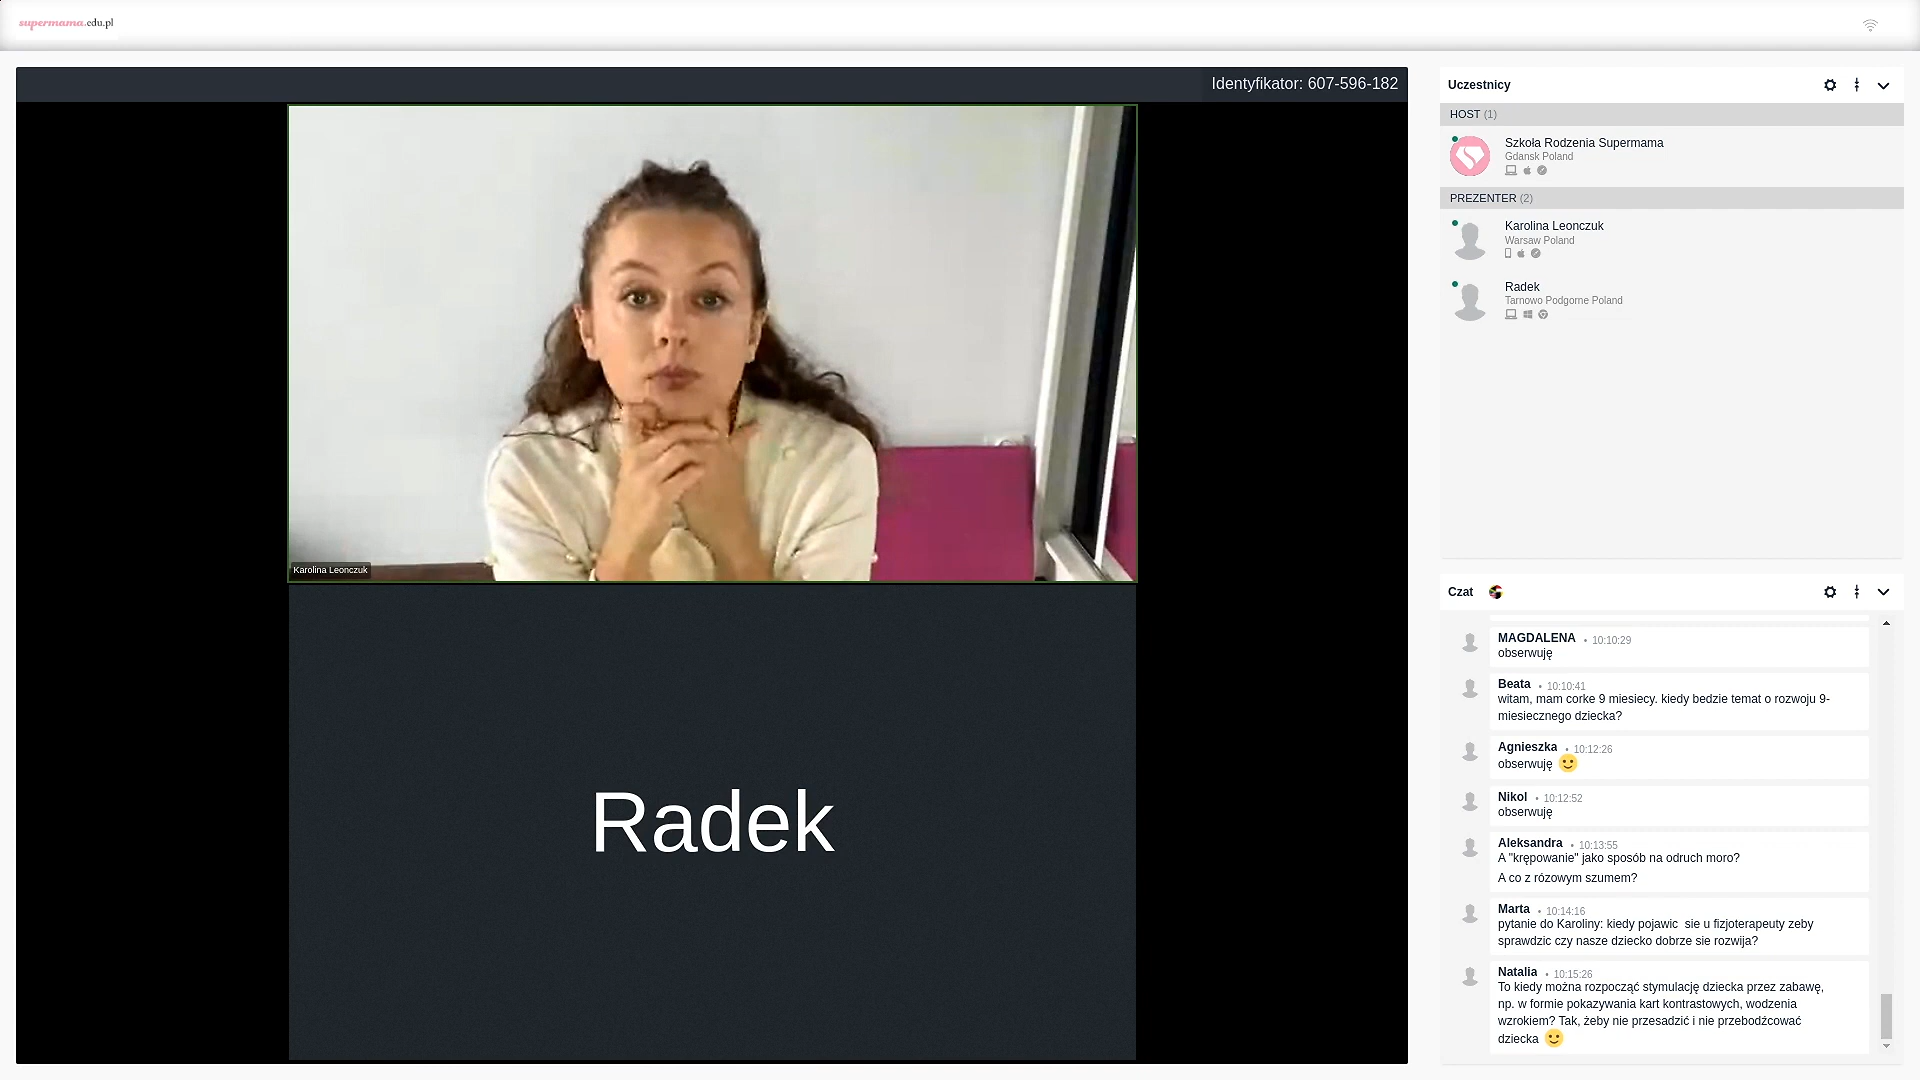 supermama.edu.pl
Identyfikator: 607-596-182
Karolina Leonczuk
Radek
Uczestnicy
HOST (1)
Szkoła Rodzenia Supermama
Gdansk Poland
PREZENTER (2)
Karolina Leonczuk
Warsaw Poland
Radek
Tarnowo Podgorne Poland
Czat
MAGDALENA • 10:10:29
obserwuję
Beata • 10:10:41
witam, mam corke 9 miesiecy. kiedy bedzie temat o rozwoju 9-
miesiecznego dziecka?
Agnieszka • 10:12:26
obserwuję 🙂
Nikol • 10:12:52
obserwuję
Aleksandra • 10:13:55
A "krępowanie" jako sposób na odruch moro?
A co z rózowym szumem?
Marta • 10:14:16
pytanie do Karoliny: kiedy pojawic  sie u fizjoterapeuty zeby
sprawdzic czy nasze dziecko dobrze sie rozwija?
Natalia • 10:15:26
To kiedy można rozpocząć stymulację dziecka przez zabawę,
np. w formie pokazywania kart kontrastowych, wodzenia
wzrokiem? Tak, żeby nie przesadzić i nie przebodźcować
dziecka 🙂